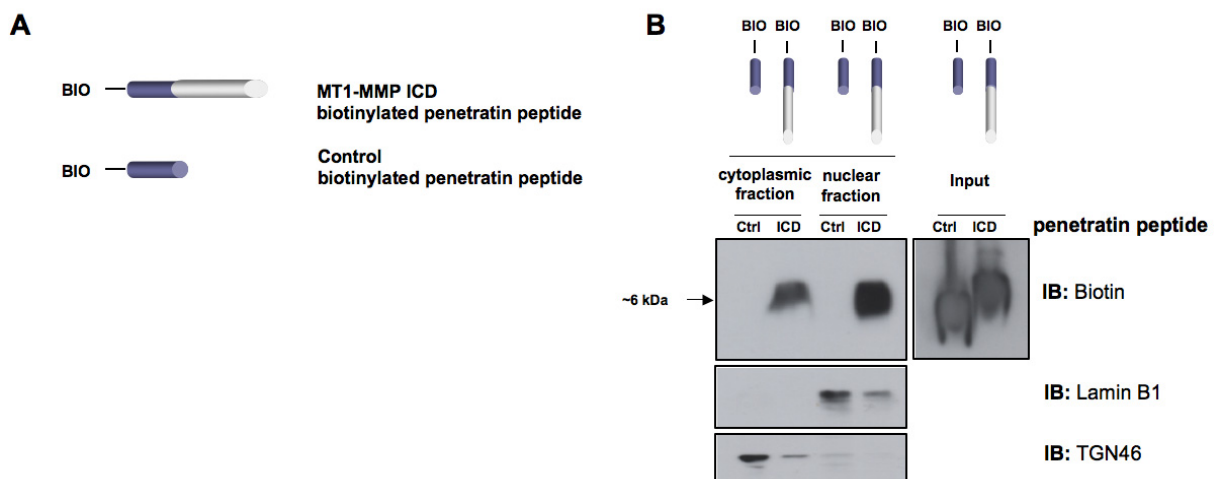 A
BIO
MT1-MMP ICD
biotinylated penetratin peptide
BIO
Control
biotinylated penetratin peptide
B
BIO BIO BIO BIO BIO BIO
cytoplasmic fraction
nuclear fraction
Input
Ctrl ICD Ctrl ICD Ctrl ICD
penetratin peptide
~6 kDa
IB: Biotin
IB: Lamin B1
IB: TGN46